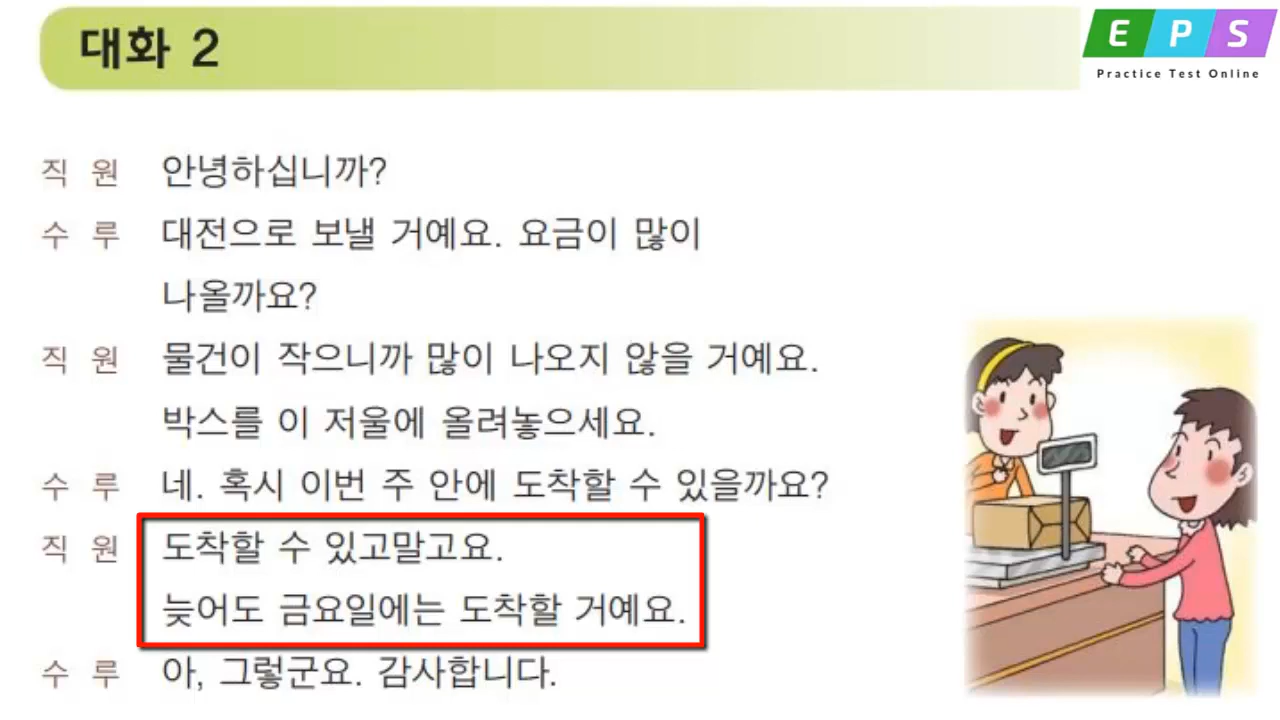 대화 2
EPS
Practice Test Online
직 원 안녕하십니까?
수 루 대전으로 보낼 거예요. 요금이 많이
나올까요?
직 원 물건이 작으니까 많이 나오지 않을 거예요.
박스를 이 저울에 올려놓으세요.
수 루 네. 혹시 이번 주 안에 도착할 수 있을까요?
직 원 도착할 수 있고말고요.
늦어도 금요일에는 도착할 거예요.
수 루 아, 그렇군요. 감사합니다.